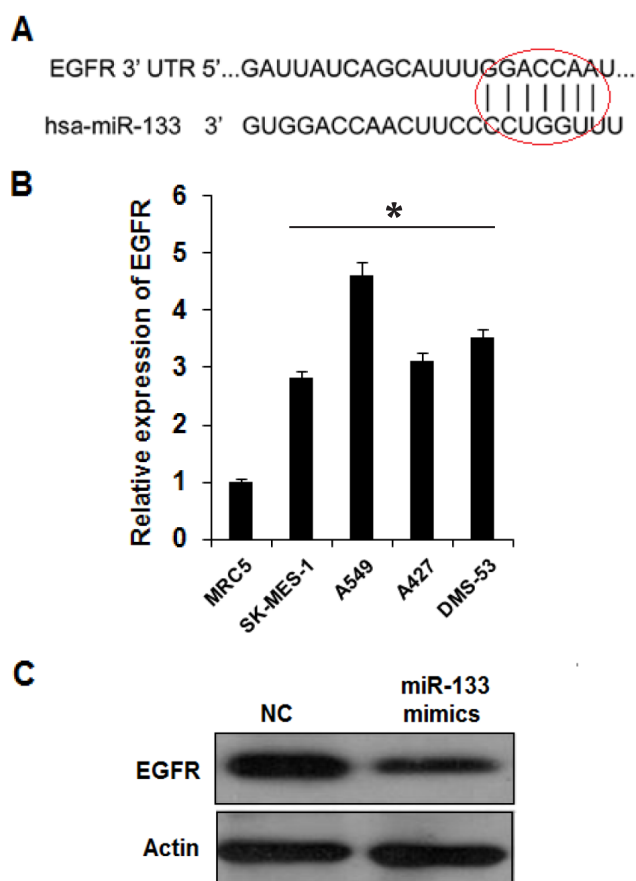 A
EGFR 3’ UTR 5’...GAUUAUCAGCAUUUGGACCAAU...
hsa-miR-133 3’ GUGGACCAACUUCCCCUGGUUU
B
Relative expression of EGFR
6
5
4
3
2
1
0
*
MRC5
SK-MES-1
A549
A427
DMS-53
C
NC
miR-133
mimics
EGFR
Actin